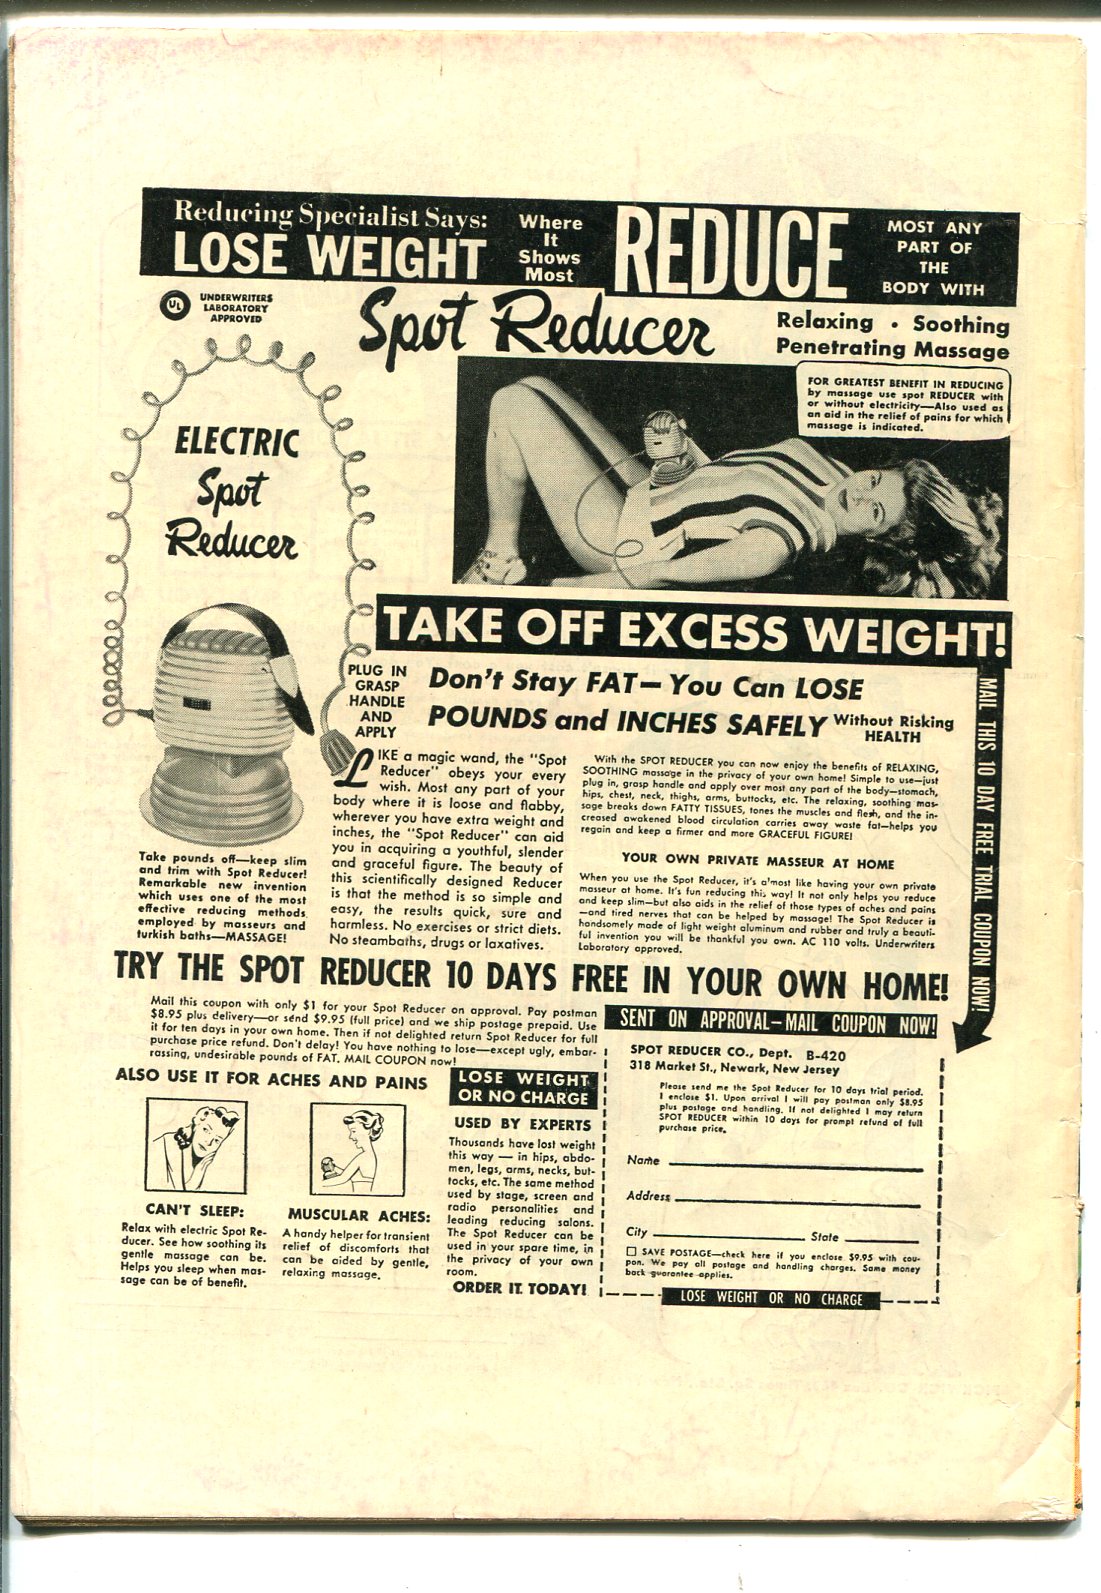 Reducing Specialist Says:
LOSE WEIGHT
Where
It
Shows
Most
REDUCE
MOST ANY
PART OF
THE
BODY WITH
UL
UNDERWRITERS
LABORATORY
APPROVED
Spot Reducer
Relaxing • Soothing
Penetrating Massage
FOR GREATEST BENEFIT IN REDUCING
by massage use spot REDUCER with
or without electricity—Also used as
an aid in the relief of pains for which
massage is indicated.
ELECTRIC
Spot
Reducer
TAKE OFF EXCESS WEIGHT!
PLUG IN
GRASP
HANDLE
AND
APPLY
Don't Stay FAT—You Can LOSE
POUNDS and INCHES SAFELY Without Risking
HEALTH
MAIL THIS 10 DAY FREE TRIAL COUPON NOW!
LIKE a magic wand, the "Spot
Reducer" obeys your every
wish. Most any part of your
body where it is loose and flabby,
wherever you have extra weight and
inches, the "Spot Reducer" can aid
you in acquiring a youthful, slender
and graceful figure. The beauty of
this scientifically designed Reducer
is that the method is so simple and
easy, the results quick, sure and
harmless. No exercises or strict diets.
No steambaths, drugs or laxatives.
With the SPOT REDUCER you can now enjoy the benefits of RELAXING,
SOOTHING massage in the privacy of your own home! Simple to use—just
plug in, grasp handle and apply over most any part of the body—stomach,
hips, chest, neck, thighs, arms, buttocks, etc. The relaxing, soothing mas-
sage breaks down FATTY TISSUES, tones the muscles and flesh, and the in-
creased awakened blood circulation carries away waste fat—helps you
regain and keep a firmer and more GRACEFUL FIGURE!
YOUR OWN PRIVATE MASSEUR AT HOME
When you use the Spot Reducer, it's a'most like having your own private
masseur at home. It's fun reducing this way! It not only helps you reduce
and keep slim—but also aids in the relief of those types of aches and pains
—and tired nerves that can be helped by massage! The Spot Reducer is
handsomely made of light weight aluminum and rubber and truly a beauti-
ful invention you will be thankful you own. AC 110 volts. Underwriters
Laboratory approved.
Take pounds off—keep slim
and trim with Spot Reducer!
Remarkable new invention
which uses one of the most
effective reducing methods
employed by masseurs and
turkish baths—MASSAGE!
TRY THE SPOT REDUCER 10 DAYS FREE IN YOUR OWN HOME!
Mail this coupon with only $1 for your Spot Reducer on approval. Pay postman
$8.95 plus delivery—or send $9.95 (full price) and we ship postage prepaid. Use
it for ten days in your own home. Then if not delighted return Spot Reducer for full
purchase price refund. Don't delay! You have nothing to lose—except ugly, embar-
rassing, undesirable pounds of FAT. MAIL COUPON now!
ALSO USE IT FOR ACHES AND PAINS
CAN'T SLEEP:
Relax with electric Spot Re-
ducer. See how soothing its
gentle massage can be.
Helps you sleep when mas-
sage can be of benefit.
MUSCULAR ACHES:
A handy helper for transient
relief of discomforts that
can be aided by gentle,
relaxing massage.
LOSE WEIGHT
OR NO CHARGE
USED BY EXPERTS
Thousands have lost weight
this way — in hips, abdo-
men, legs, arms, necks, but-
tocks, etc. The same method
used by stage, screen and
radio personalities and
leading reducing salons.
The Spot Reducer can be
used in your spare time, in
the privacy of your own
room.
ORDER IT TODAY!
SENT ON APPROVAL—MAIL COUPON NOW!
SPOT REDUCER CO., Dept. B-420
318 Market St., Newark, New Jersey
Please send me the Spot Reducer for 10 days trial period.
I enclose $1. Upon arrival I will pay postman only $8.95
plus postage and handling. If not delighted I may return
SPOT REDUCER within 10 days for prompt refund of full
purchase price.
Name
Address
City State
SAVE POSTAGE—check here if you enclose $9.95 with cou-
pon. We pay all postage and handling charges. Same money
back guarantee applies.
LOSE WEIGHT OR NO CHARGE